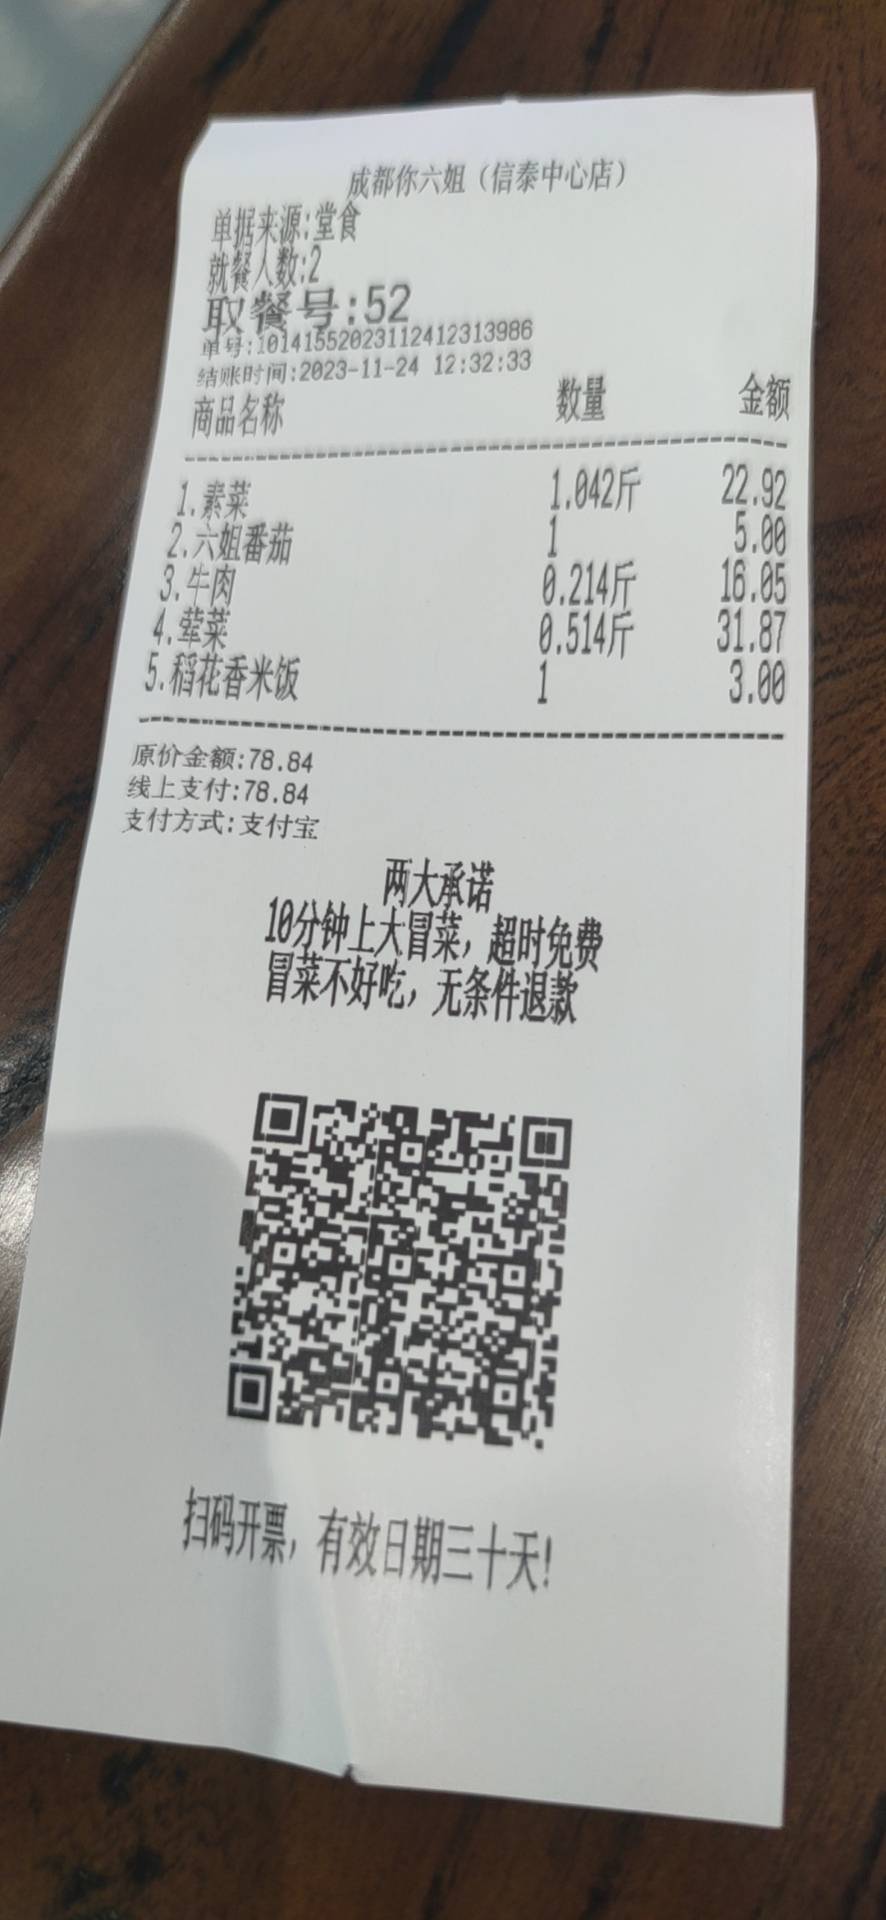 成都你六姐（信泰中心店）
单据来源:堂食
就餐人数:2
取餐号:52
单号:10141552023112412313986
结账时间:2023-11-24 12:32:33
商品名称 数量 金额
1.素菜 1.042斤 22.92
2.六姐番茄 1 5.00
3.牛肉 0.214斤 16.05
4.荤菜 0.514斤 31.87
5.稻花香米饭 1 3.00
原价金额:78.84
线上支付:78.84
支付方式:支付宝
两大承诺
10分钟上大冒菜，超时免费
冒菜不好吃，无条件退款
扫码开票，有效日期三十天!